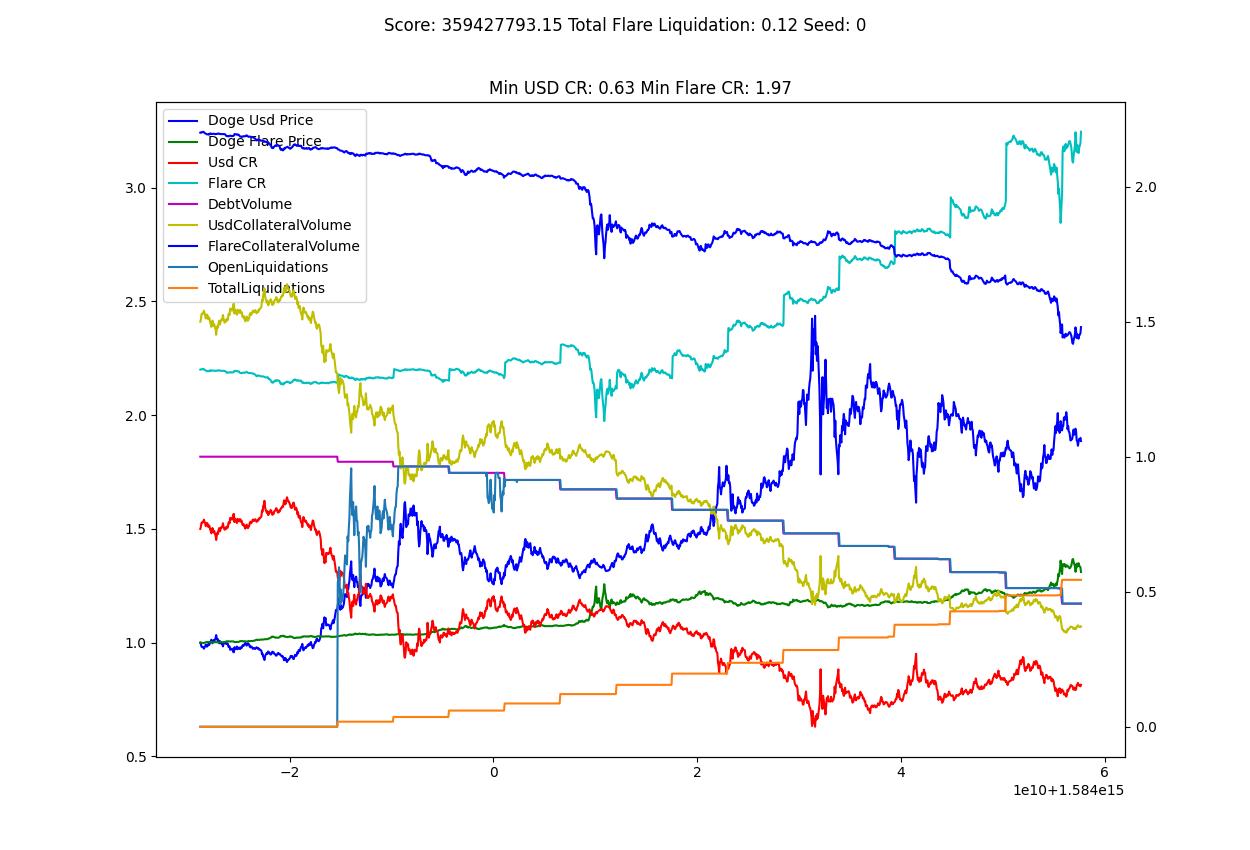 Score: 359427793.15 Total Flare Liquidation: 0.12 Seed: 0
Min USD CR: 0.63 Min Flare CR: 1.97
Doge Usd Price
Doge Flare Price
Usd CR
Flare CR
DebtVolume
UsdCollateralVolume
FlareCollateralVolume
OpenLiquidations
TotalLiquidations
3.0
2.5
2.0
1.5
1.0
0.5
2.0
1.5
1.0
0.5
0.0
−2 0 2 4 6
1e10+1.584e15